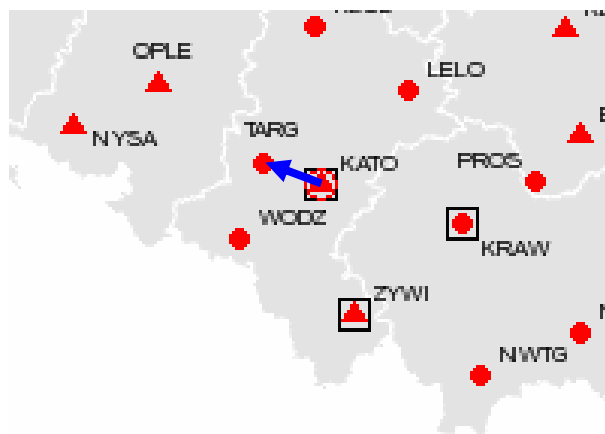 OPLE
LELO
NYSA
TARG
KATO
PROS
WODZ
KRAW
ZYWI
NWTG